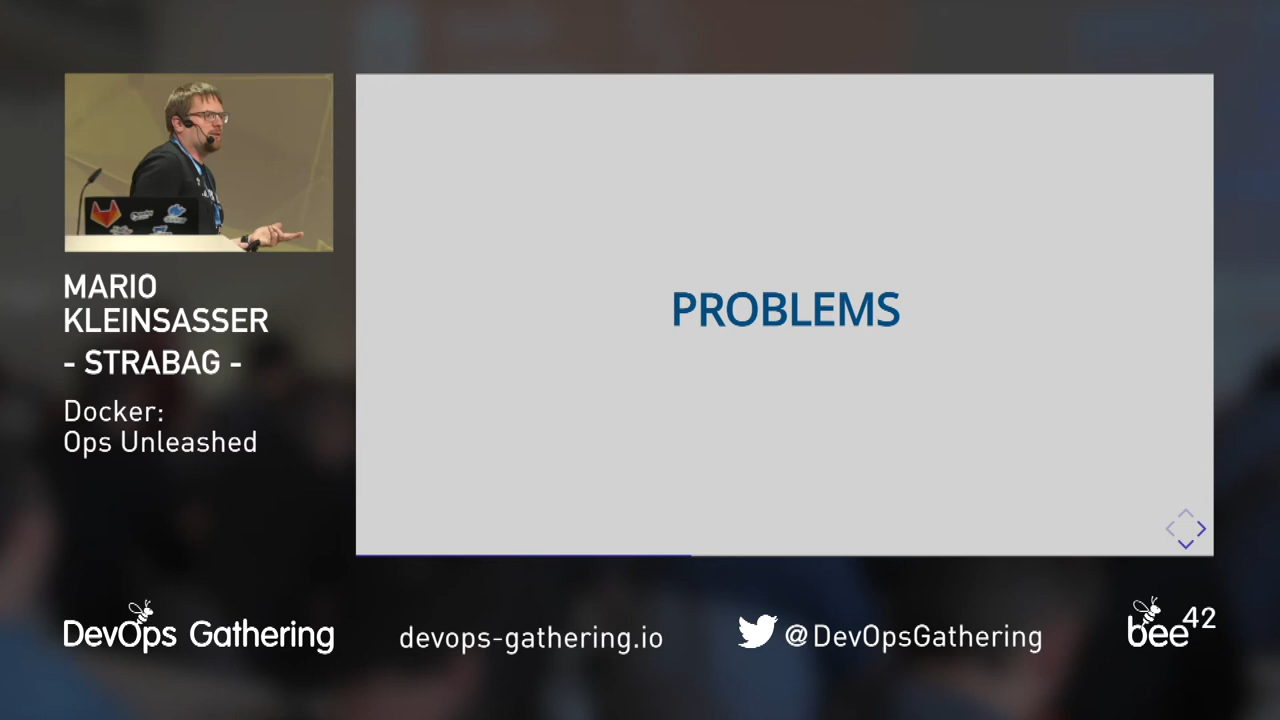 MARIO
KLEINSASSER
- STRABAG -
Docker:
Ops Unleashed
PROBLEMS
DevOps Gathering
devops-gathering.io
@DevOpsGathering
bee42